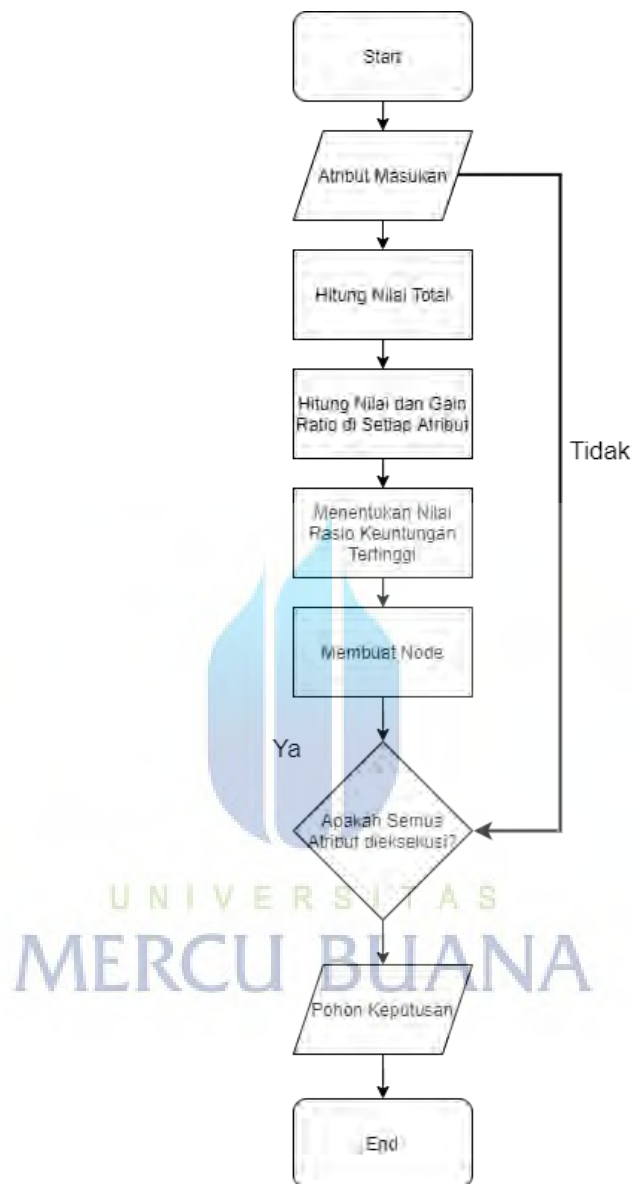 Start
Atribut Masukan
Hitung Nilai Total
Hitung Nilai dan Gain
Ratio di Setiap Atribut
Tidak
Menentukan Nilai
Rasio Keuntungan
Tertinggi
Membuat Node
Ya
Apakah Semua
Atribut dieksekusi?
UNIVERSITAS
MERCU BUANA
Pohon Keputusan
End